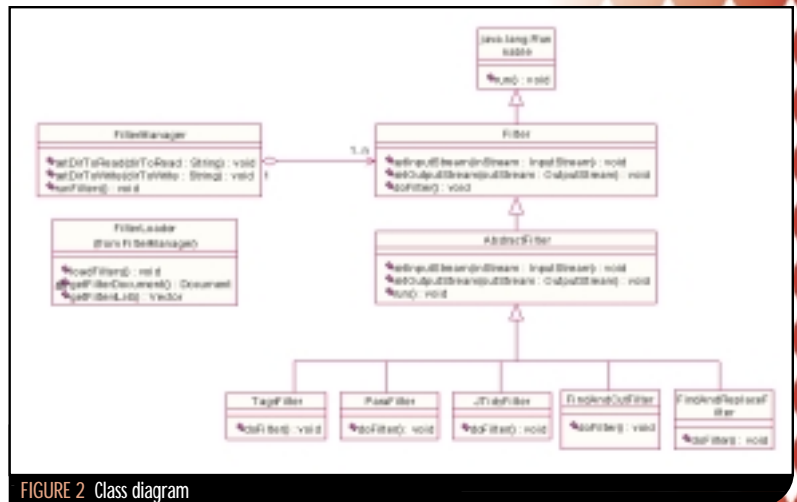 java.lang.Run
nable
run() : void
FilterManager
setDirToRead(dirToRead : String) : void
setDirToWrite(dirToWrite : String) : void
runFilters() : void
1..n
1
Filter
setInputStream(inStream : InputStream) : void
setOutputStream(outStream : OutputStream) : void
doFilter() : void
FilterLoader
(from FilterManager)
loadFilters() : void
getFilterDocument() : Document
getFilterList() : Vector
AbstractFilter
setInputStream(inStream : InputStream) : void
setOutputStream(outStream : OutputStream) : void
run() : void
doFilter() : void
ParaFilter
doFilter() : void
JTidyFilter
doFilter() : void
FindAndCutFilter
doFilter() : void
FindAndReplaceF
ilter
doFilter() : void
FIGURE 2 Class diagram